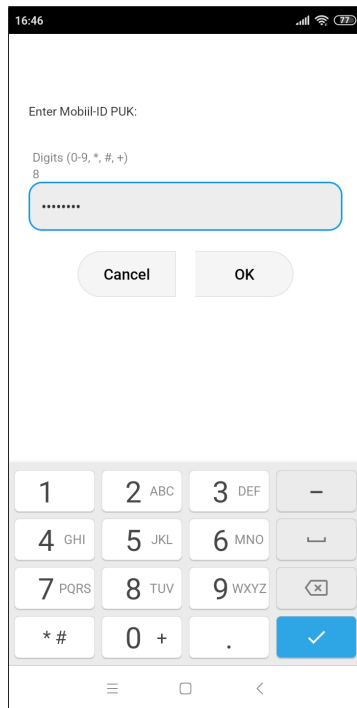 16:46
77
Enter Mobiil-ID PUK:
Digits (0-9, *, #, +)
8
••••••••
Cancel OK
1 2 ABC 3 DEF –
4 GHI 5 JKL 6 MNO
7 PQRS 8 TUV 9 WXYZ
* # 0 + .